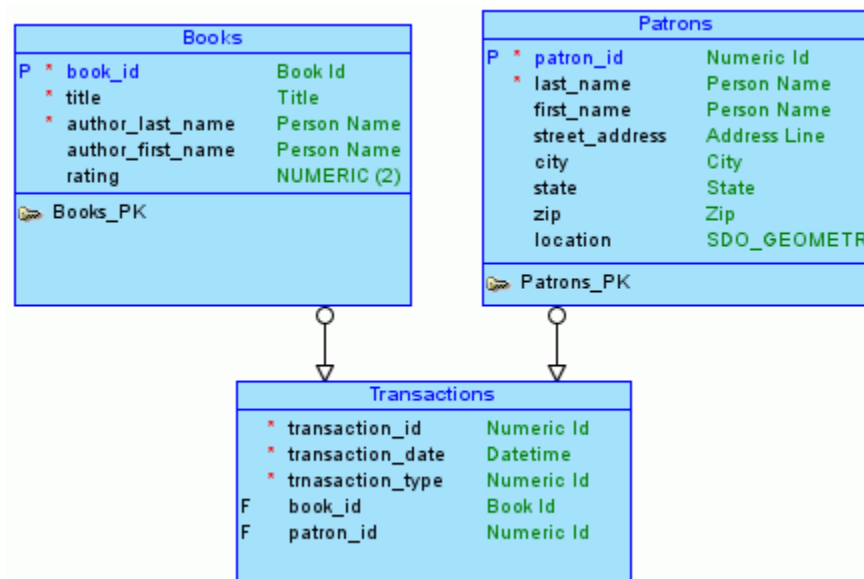 Books
P * book_id Book Id
* title Title
* author_last_name Person Name
author_first_name Person Name
rating NUMERIC (2)
Books_PK
Patrons
P * patron_id Numeric Id
* last_name Person Name
first_name Person Name
street_address Address Line
city City
state State
zip Zip
location SDO_GEOMETR
Patrons_PK
Transactions
* transaction_id Numeric Id
* transaction_date Datetime
* trnasaction_type Numeric Id
F book_id Book Id
F patron_id Numeric Id